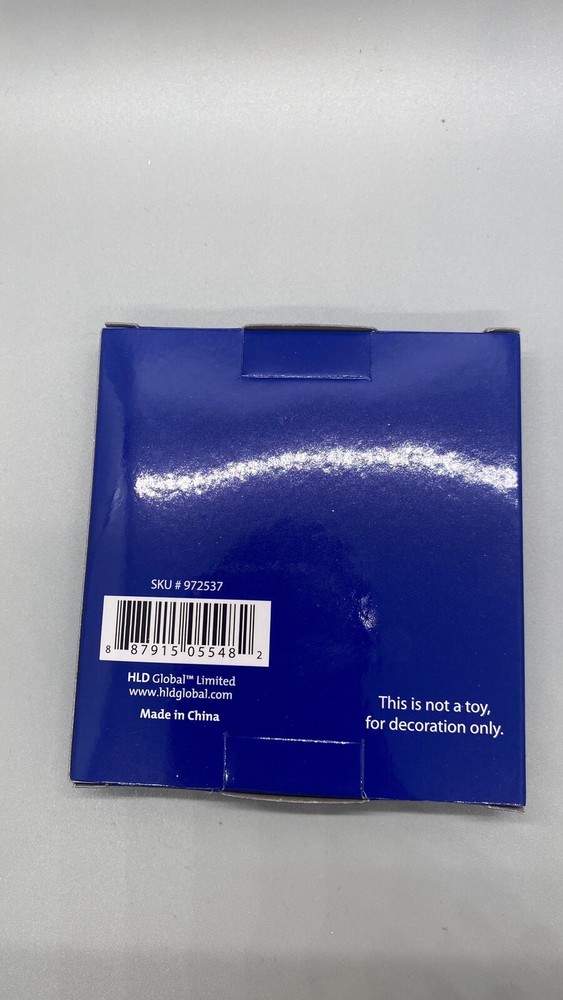 SKU # 972537
8 87915 05548 2
HLD Global™ Limited
www.hldglobal.com
Made in China
This is not a toy,
for decoration only.